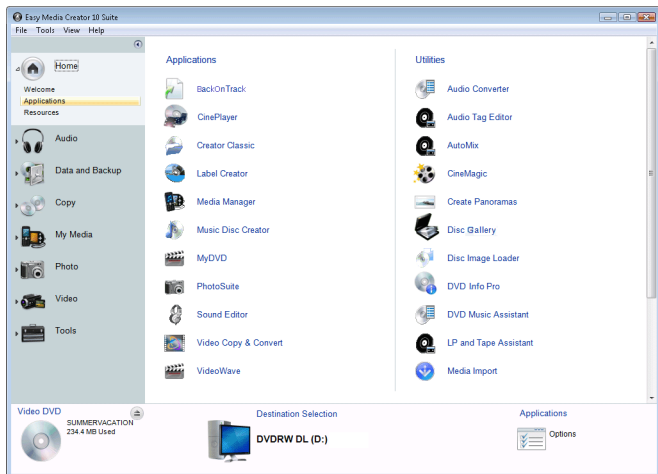 Easy Media Creator 10 Suite
File Tools View Help
Home
Welcome
Applications
Resources
Audio
Data and Backup
Copy
My Media
Photo
Video
Tools
Applications
BackOnTrack
CinePlayer
Creator Classic
Label Creator
Media Manager
Music Disc Creator
MyDVD
PhotoSuite
Sound Editor
Video Copy & Convert
VideoWave
Utilities
Audio Converter
Audio Tag Editor
AutoMix
CineMagic
Create Panoramas
Disc Gallery
Disc Image Loader
DVD Info Pro
DVD Music Assistant
LP and Tape Assistant
Media Import
Video DVD
SUMMERVACATION
234.4 MB Used
Destination Selection
DVDRW DL (D:)
Applications
Options